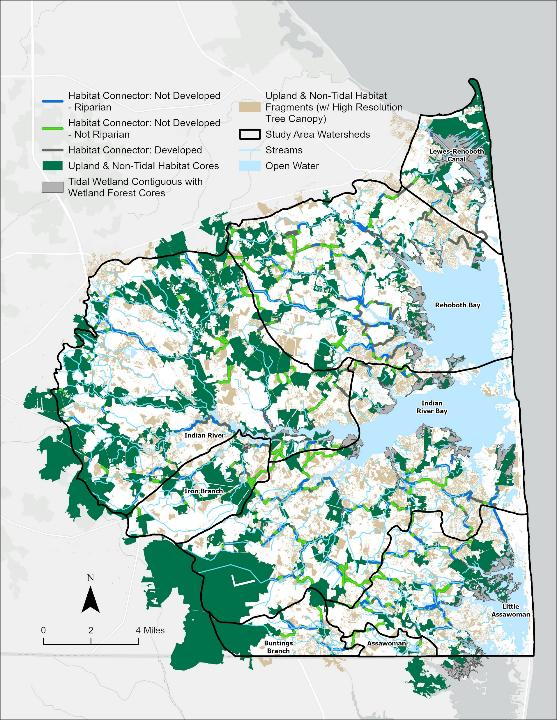 Habitat Connector: Not Developed
- Riparian
Habitat Connector: Not Developed
- Not Riparian
Habitat Connector: Developed
Upland & Non-Tidal Habitat Cores
Tidal Wetland Contiguous with
Wetland Forest Cores
Upland & Non-Tidal Habitat
Fragments (w/ High Resolution
Tree Canopy)
Study Area Watersheds
Streams
Open Water
Lewes-Rehoboth
Canal
Rehoboth Bay
Indian
River Bay
Indian River
Iron Branch
Little
Assawoman
Buntings
Branch
Assawoman
N
0 2 4 Miles